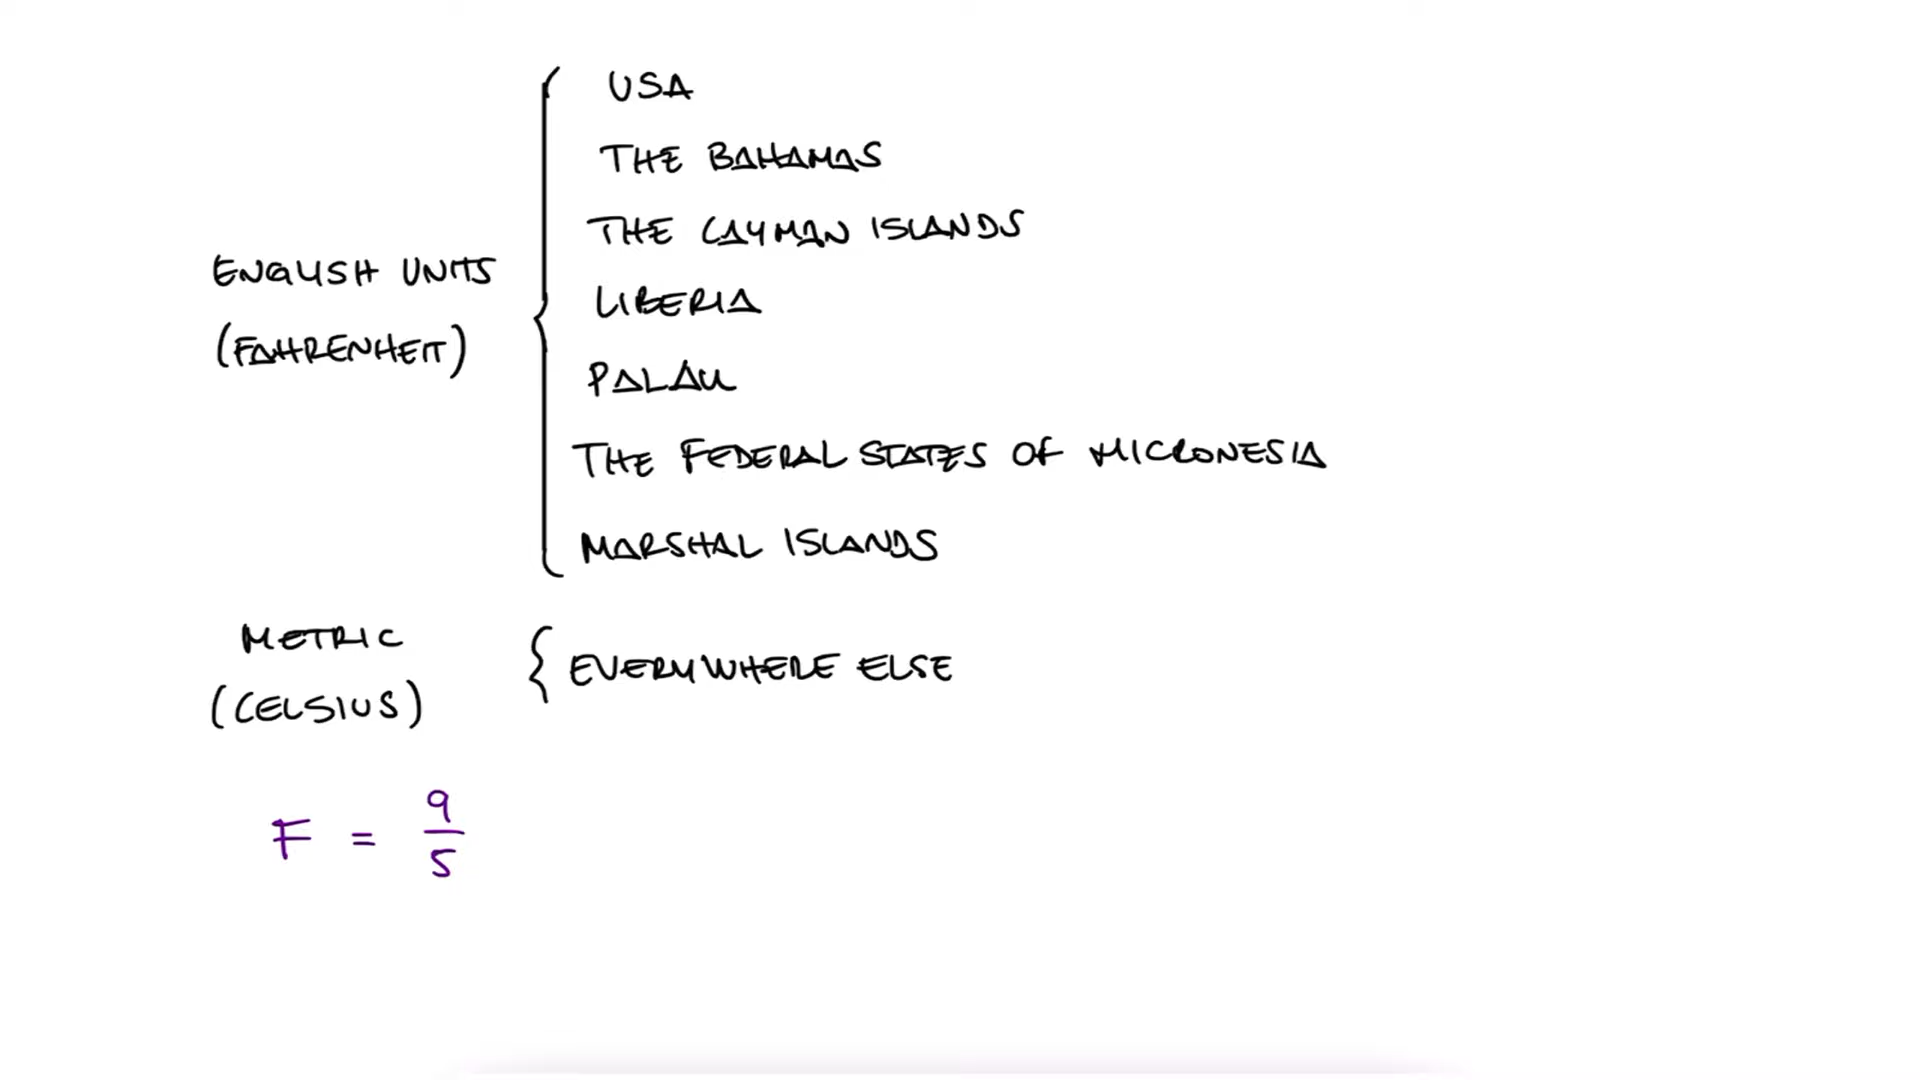 USA
THE BAHAMAS
THE CAYMAN ISLANDS
ENGLISH UNITS
(FAHRENHEIT)
LIBERIA
PALAU
THE FEDERAL STATES OF MICRONESIA
MARSHAL ISLANDS
METRIC
(CELSIUS)
EVERYWHERE ELSE
F = 9/5